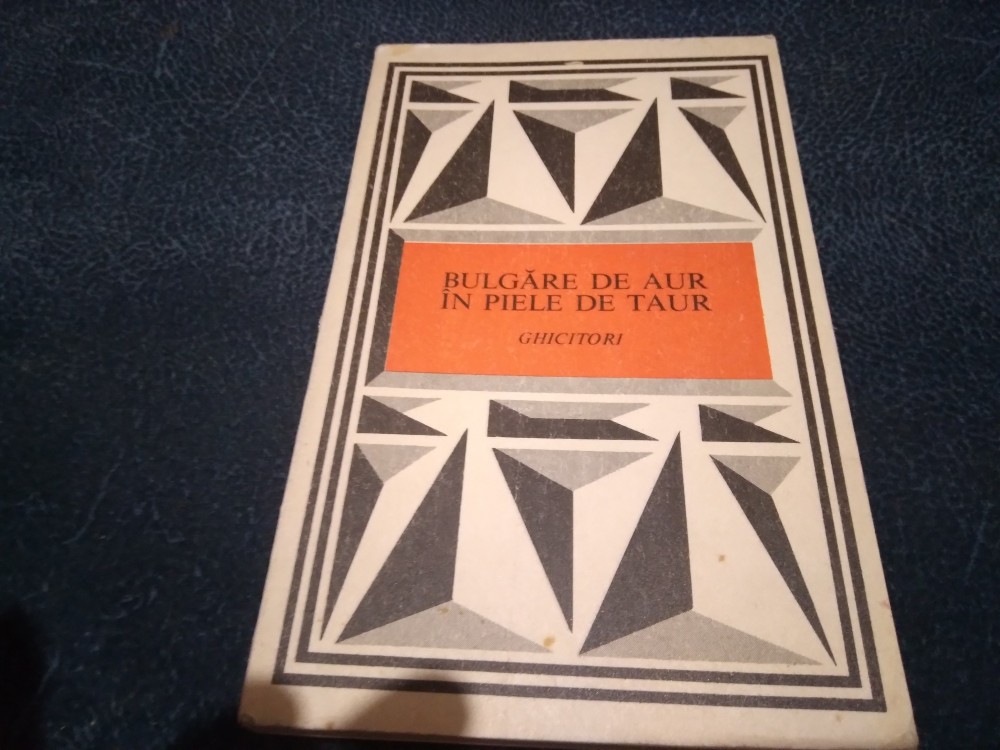 BULGĂRE DE AUR
ÎN PIELE DE TAUR
GHICITORI